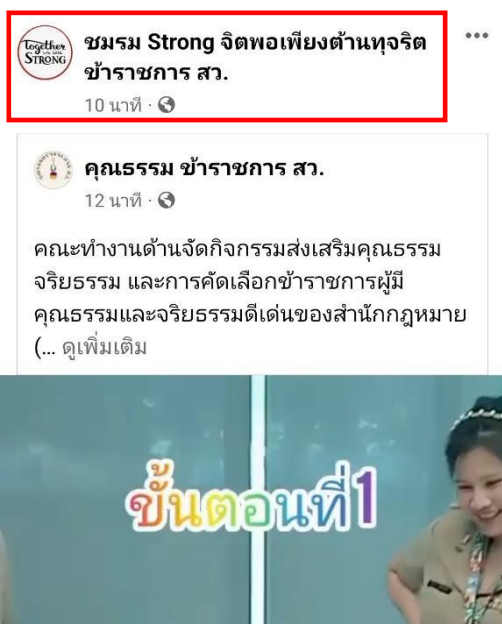 Together
STRONG
ชมรม Strong จิตพอเพียงต้านทุจริต
ข้าราชการ สว.
10 นาที ·
คุณธรรม ข้าราชการ สว.
12 นาที ·
คณะทำงานด้านจัดกิจกรรมส่งเสริมคุณธรรม
จริยธรรม และการคัดเลือกข้าราชการผู้มี
คุณธรรมและจริยธรรมดีเด่นของสำนักกฎหมาย
(... ดูเพิ่มเติม
ขั้นตอนที่1